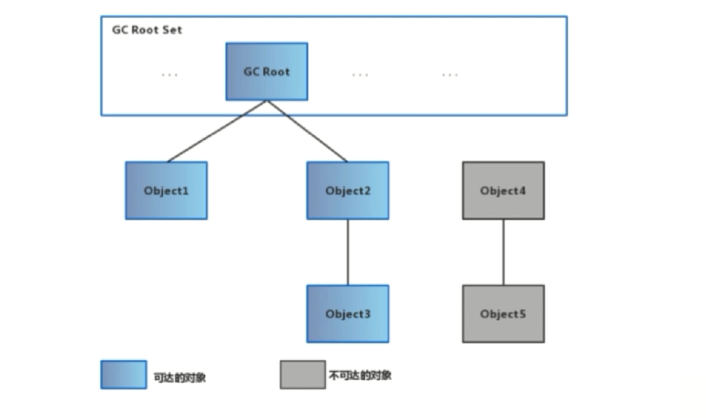 GC Root Set
... GC Root ... ...
Object1 Object2 Object4
Object3 Object5
可达的对象 不可达的对象